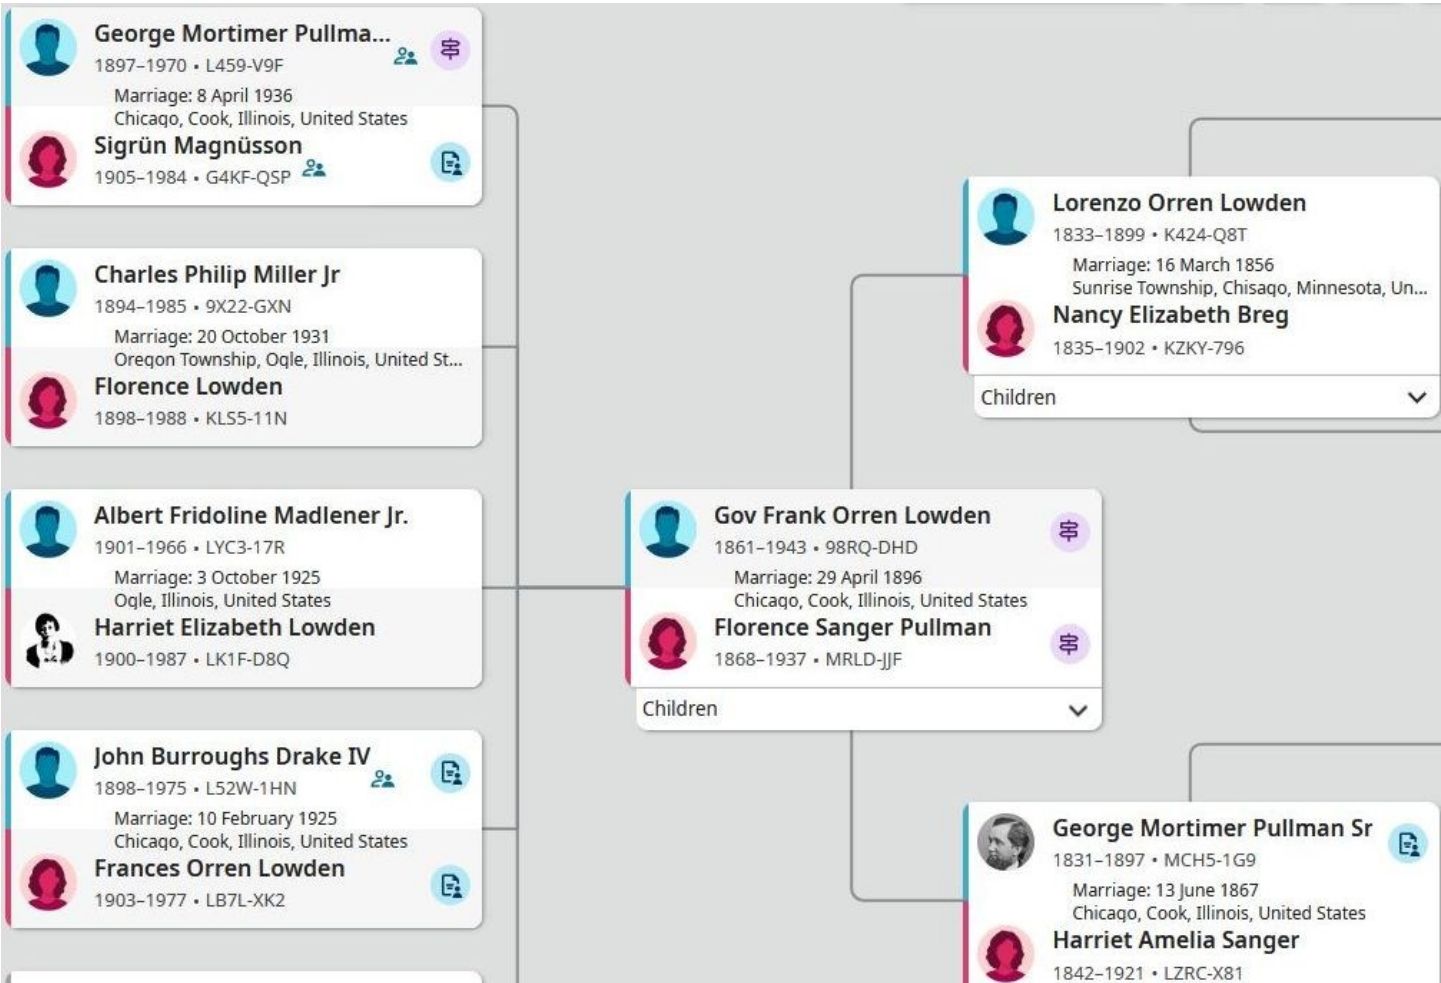 George Mortimer Pullma...
1897–1970 • L459-V9F
Marriage: 8 April 1936
Chicago, Cook, Illinois, United States
Sigrün Magnüsson
1905–1984 • G4KF-QSP
Charles Philip Miller Jr
1894–1985 • 9X22-GXN
Marriage: 20 October 1931
Oregon Township, Ogle, Illinois, United St...
Florence Lowden
1898–1988 • KLS5-11N
Albert Fridoline Madlener Jr.
1901–1966 • LYC3-17R
Marriage: 3 October 1925
Ogle, Illinois, United States
Harriet Elizabeth Lowden
1900–1987 • LK1F-D8Q
John Burroughs Drake IV
1898–1975 • L52W-1HN
Marriage: 10 February 1925
Chicago, Cook, Illinois, United States
Frances Orren Lowden
1903–1977 • LB7L-XK2
Gov Frank Orren Lowden
1861–1943 • 98RQ-DHD
Marriage: 29 April 1896
Chicago, Cook, Illinois, United States
Florence Sanger Pullman
1868–1937 • MRLD-JJF
Children
Lorenzo Orren Lowden
1833–1899 • K424-Q8T
Marriage: 16 March 1856
Sunrise Township, Chisago, Minnesota, Un...
Nancy Elizabeth Breg
1835–1902 • KZKY-796
Children
George Mortimer Pullman Sr
1831–1897 • MCH5-1G9
Marriage: 13 June 1867
Chicago, Cook, Illinois, United States
Harriet Amelia Sanger
1842–1921 • LZRC-X81